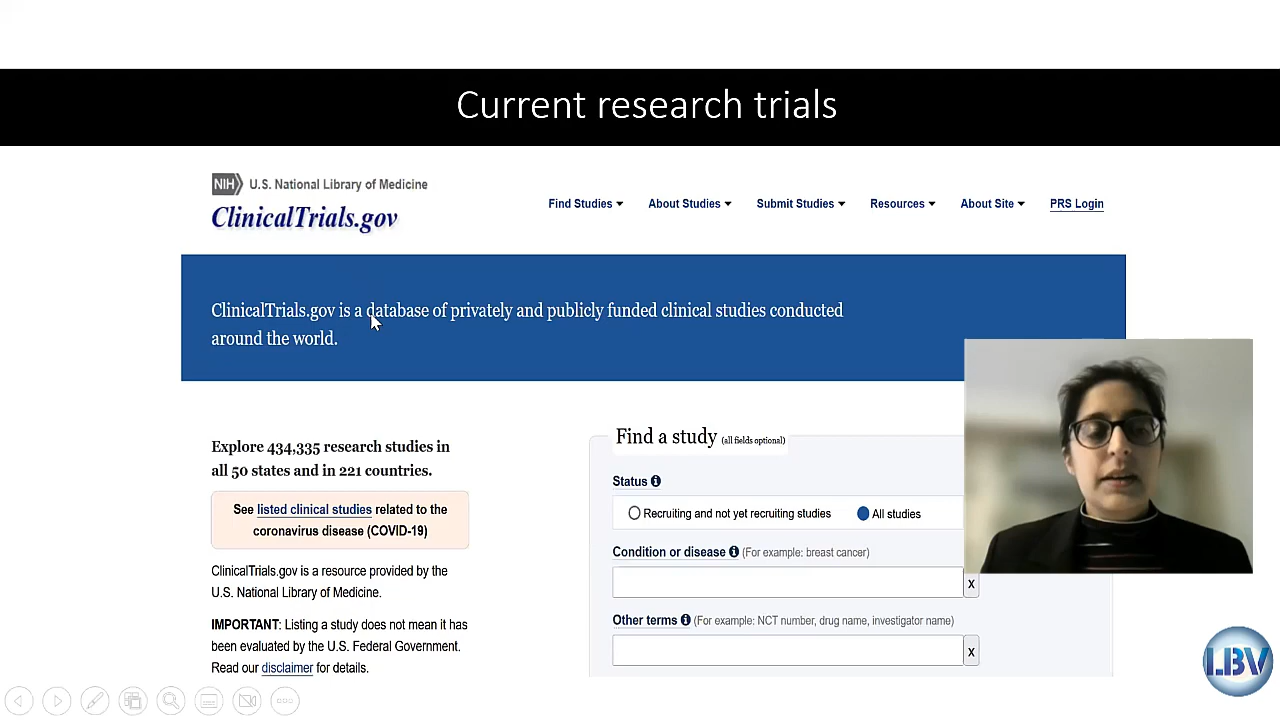 Current research trials
NIH U.S. National Library of Medicine
ClinicalTrials.gov
Find Studies
About Studies
Submit Studies
Resources
About Site
PRS Login
ClinicalTrials.gov is a database of privately and publicly funded clinical studies conducted
around the world.
Explore 434,335 research studies in
all 50 states and in 221 countries.
See listed clinical studies related to the
coronavirus disease (COVID-19)
ClinicalTrials.gov is a resource provided by the
U.S. National Library of Medicine.
IMPORTANT: Listing a study does not mean it has
been evaluated by the U.S. Federal Government.
Read our disclaimer for details.
Find a study (all fields optional)
Status
Recruiting and not yet recruiting studies
All studies
Condition or disease (For example: breast cancer)
X
Other terms (For example: NCT number, drug name, investigator name)
X
LBV